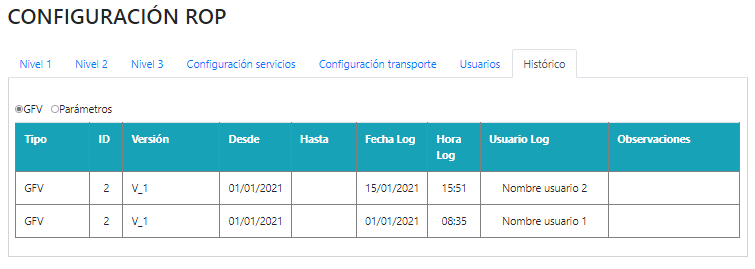 CONFIGURACIÓN ROP
Nivel 1 Nivel 2 Nivel 3 Configuración servicios Configuración transporte Usuarios Histórico
GFV Parámetros
Tipo ID Versión Desde Hasta Fecha Log Hora Log Usuario Log Observaciones
GFV 2 V_1 01/01/2021 15/01/2021 15:51 Nombre usuario 2
GFV 2 V_1 01/01/2021 01/01/2021 08:35 Nombre usuario 1